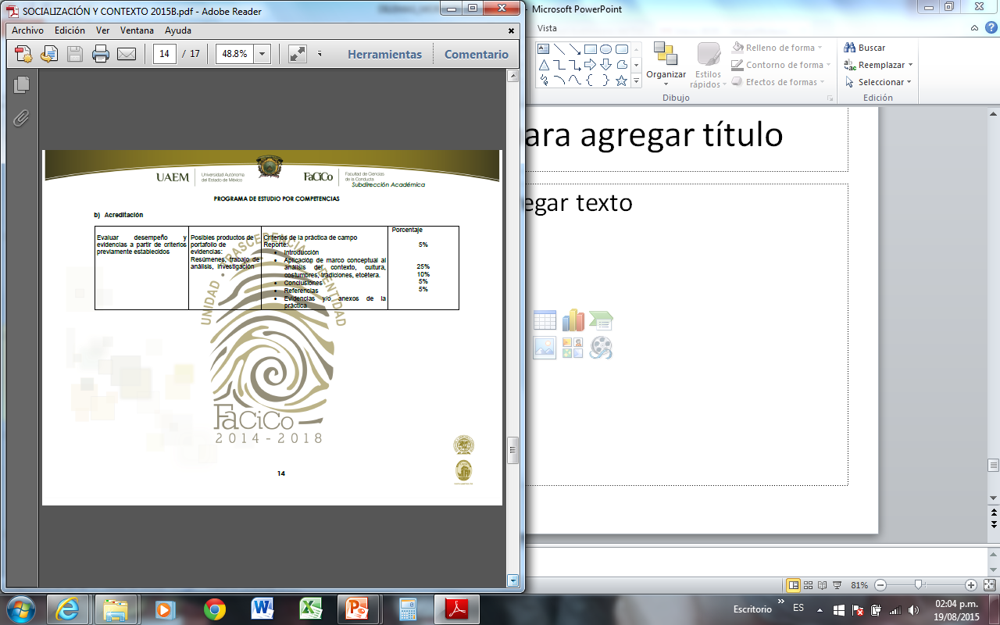 SOCIALIZACIÓN Y CONTEXTO 2015B.pdf - Adobe Reader
- Microsoft PowerPoint
Archivo Edición Ver Ventana Ayuda
Vista
14 / 17 48.8% Herramientas Comentario
Organizar
Estilos rápidos
Relleno de forma
Contorno de forma
Efectos de formas
Dibujo
Buscar
Reemplazar
Seleccionar
Edición
UAEM
Universidad Autónoma
del Estado de México
FaCiCo
Facultad de Ciencias
de la Conducta
Subdirección Académica
PROGRAMA DE ESTUDIO POR COMPETENCIAS
b) Acreditación
Evaluar desempeño y
evidencias a partir de criterios
previamente establecidos
Posibles productos de
portafolio de
evidencias:
Resúmenes, trabajo de
análisis, investigación
Criterios de la práctica de campo
Reporte:
• Introducción
• Aplicación de marco conceptual al
análisis del contexto, cultura,
costumbres, tradiciones, etcétera.
• Conclusiones
• Referencias
• Evidencias y/o anexos de la
práctica
Porcentaje
5%
25%
10%
5%
5%
UNIDAD • TRASCEDENCIA • IDENTIDAD
FaCiCo
2014-2018
14
ara agregar título
egar texto
81%
Escritorio
ES
02:04 p.m.
19/08/2015